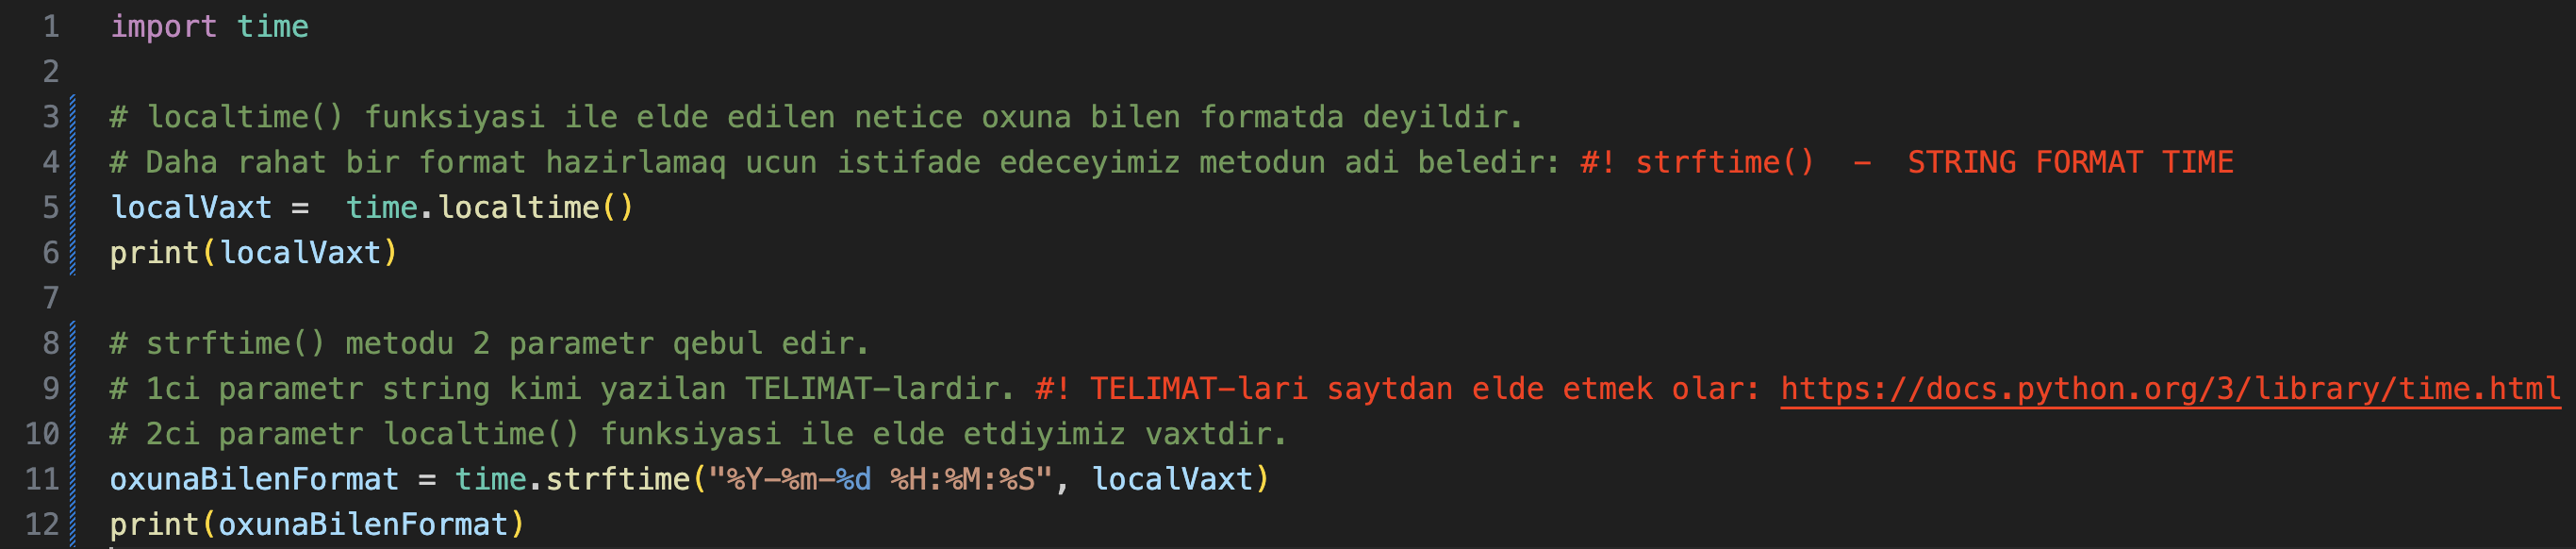 1 import time
2
3 # localtime() funksiyasi ile elde edilen netice oxuna bilen formatda deyildir.
4 # Daha rahat bir format hazirlamaq ucun istifade edeceyimiz metodun adi beledir: #! strftime()  -  STRING FORMAT TIME
5 localVaxt =  time.localtime()
6 print(localVaxt)
7
8 # strftime() metodu 2 parametr qebul edir.
9 # 1ci parametr string kimi yazilan TELIMAT-lardir. #! TELIMAT-lari saytdan elde etmek olar: https://docs.python.org/3/library/time.html
10 # 2ci parametr localtime() funksiyasi ile elde etdiyimiz vaxtdir.
11 oxunaBilenFormat = time.strftime("%Y-%m-%d %H:%M:%S", localVaxt)
12 print(oxunaBilenFormat)